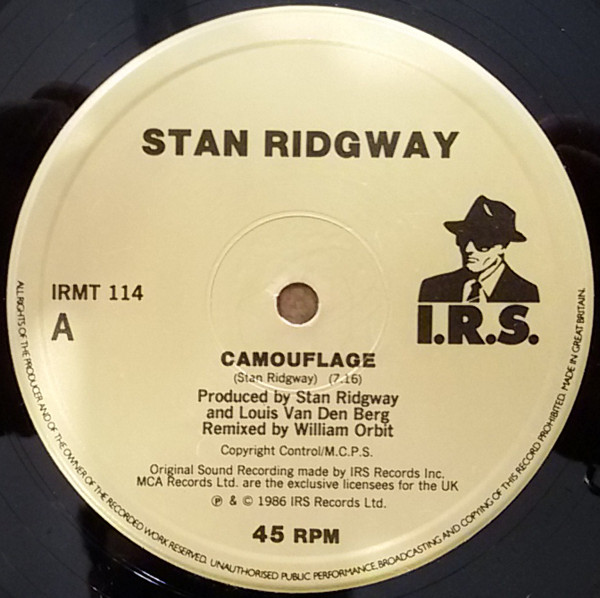 STAN RIDGWAY
IRMT 114
A
I.R.S.
CAMOUFLAGE
(Stan Ridgway) (7.16)
Produced by Stan Ridgway
and Louis Van Den Berg
Remixed by William Orbit
Copyright Control/M.C.P.S.
Original Sound Recording made by IRS Records Inc.
MCA Records Ltd. are the exclusive licensees for the UK
℗ & © 1986 IRS Records Ltd.
45 RPM
ALL RIGHTS OF THE PRODUCER AND OF THE OWNER OF THE RECORDED WORK RESERVED. UNAUTHORISED PUBLIC PERFORMANCE, BROADCASTING AND COPYING OF THIS RECORD PROHIBITED. MADE IN GREAT BRITAIN.